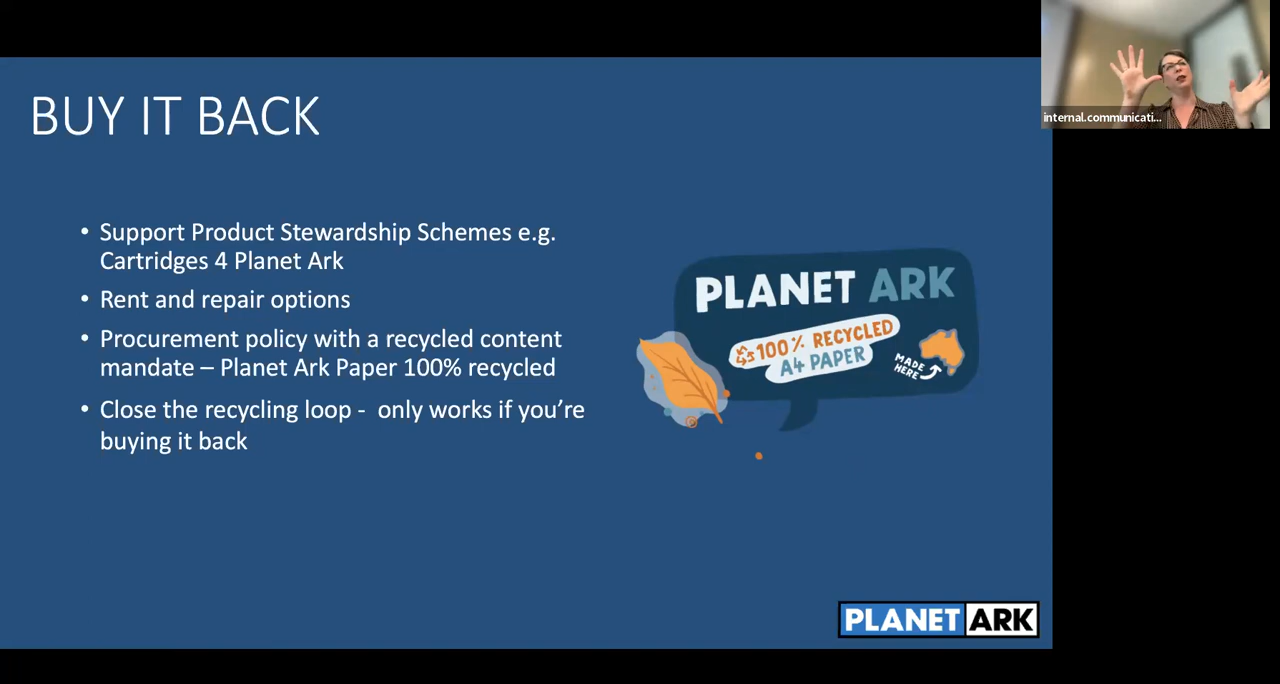 internal.communicati...
BUY IT BACK
• Support Product Stewardship Schemes e.g.
Cartridges 4 Planet Ark
• Rent and repair options
• Procurement policy with a recycled content
mandate – Planet Ark Paper 100% recycled
• Close the recycling loop -  only works if you’re
buying it back
PLANET ARK
100% RECYCLED
A4 PAPER
MADE
HERE
PLANET ARK